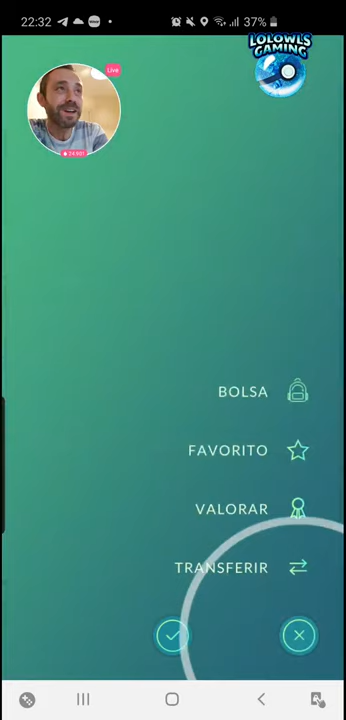 22:32
37%
LOLOWLS
GAMING
Live
BOLSA
FAVORITO
VALORAR
TRANSFERIR